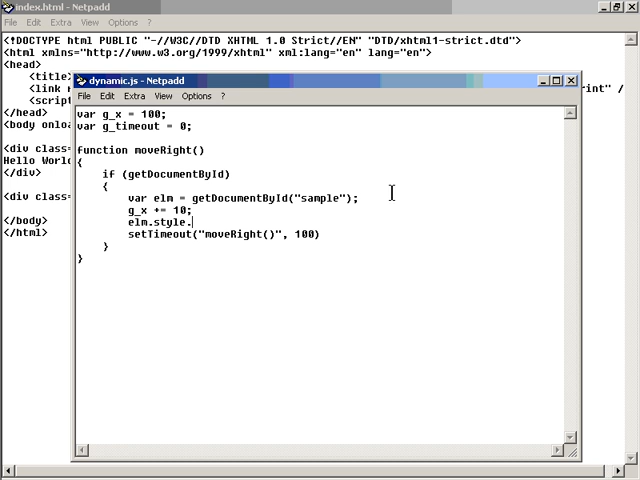 index.html - Netpadd
File Edit Extra View Options ?
<!DOCTYPE html PUBLIC "-//W3C//DTD XHTML 1.0 Strict//EN" "DTD/xhtml1-strict.dtd">
<html xmlns="http://www.w3.org/1999/xhtml" xml:lang="en" lang="en">
<head>
<title>
<link r
int" /
<scrip
</head>
<body onloa
<div class=
Hello World
</div>
<div class=
</body>
</html>
dynamic.js - Netpadd
File Edit Extra View Options ?
var g_x = 100;
var g_timeout = 0;
function moveRight()
{
if (getDocumentById)
{
var elm = getDocumentById("sample");
g_x += 10;
elm.style.
setTimeout("moveRight()", 100)
}
}